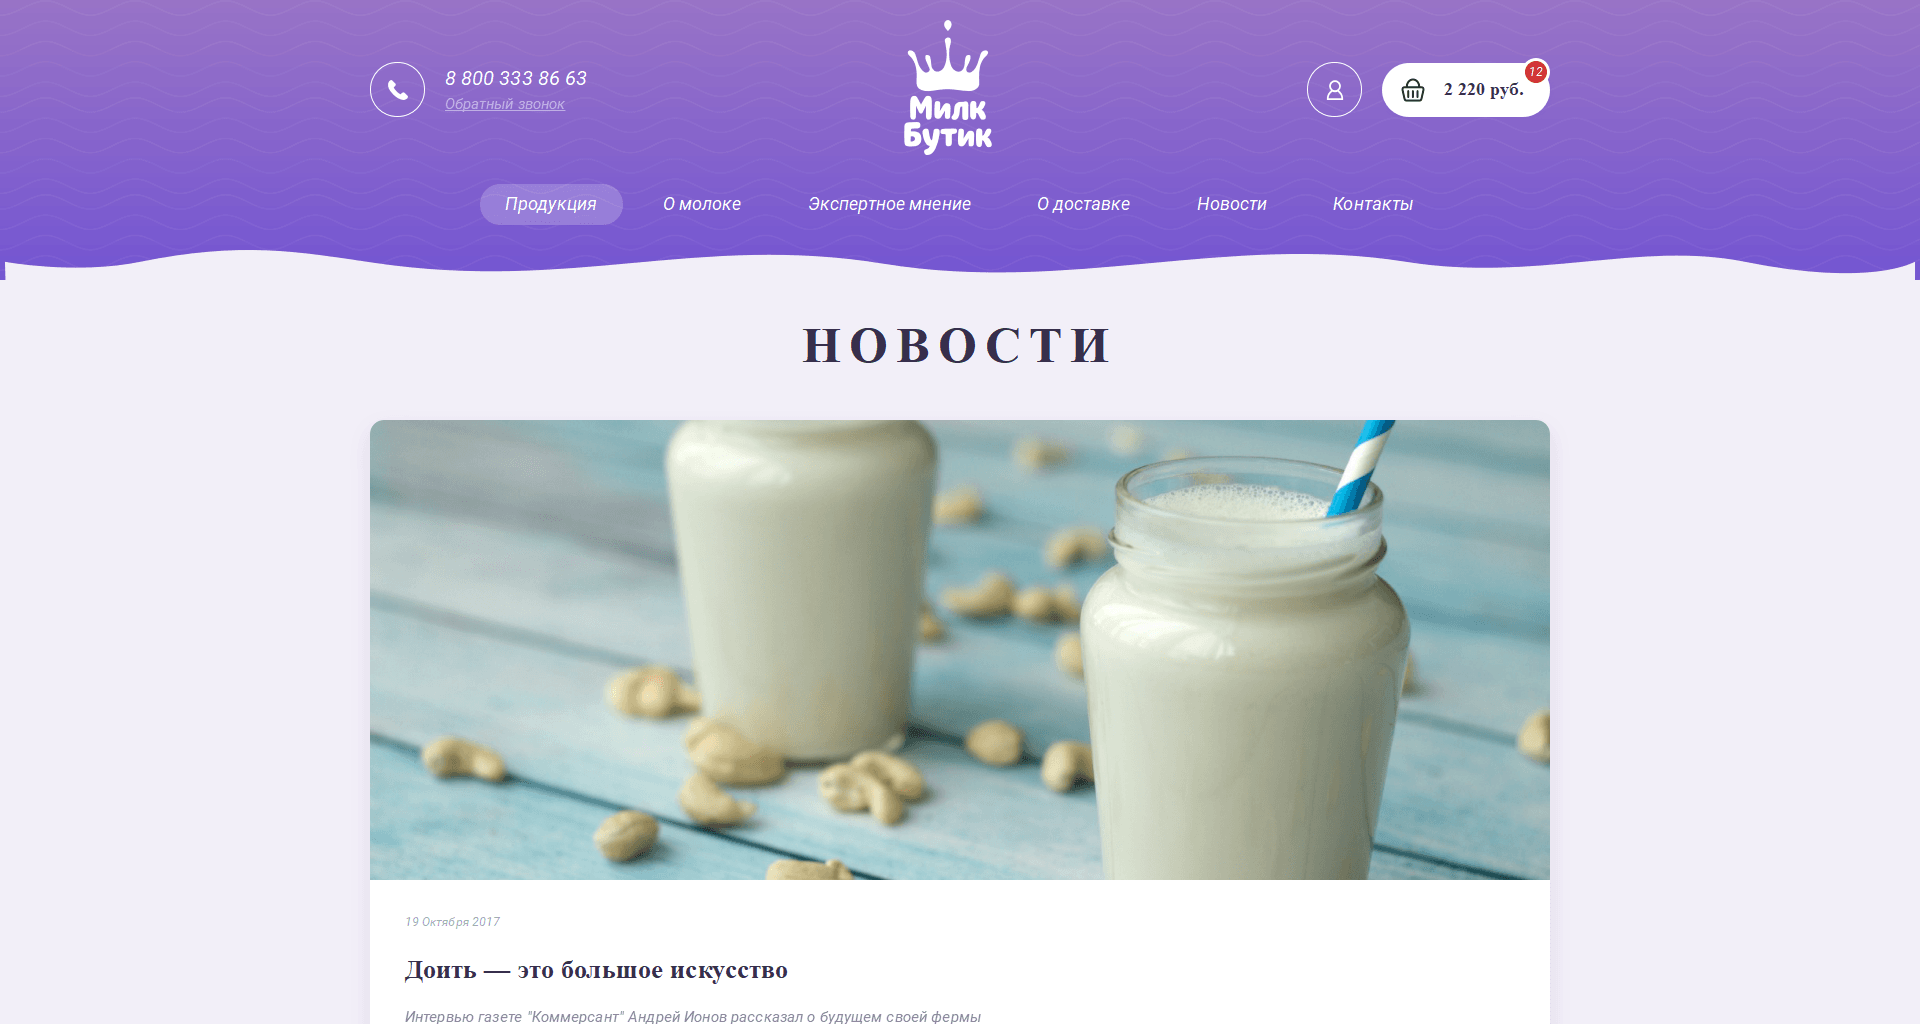 8 800 333 86 63
Обратный звонок
Милк
Бутик
12
2 220 руб.
Продукция
О молоке
Экспертное мнение
О доставке
Новости
Контакты
НОВОСТИ
19 Октября 2017
Доить — это большое искусство
Интервью газете "Коммерсант" Андрей Ионов рассказал о будущем своей фермы